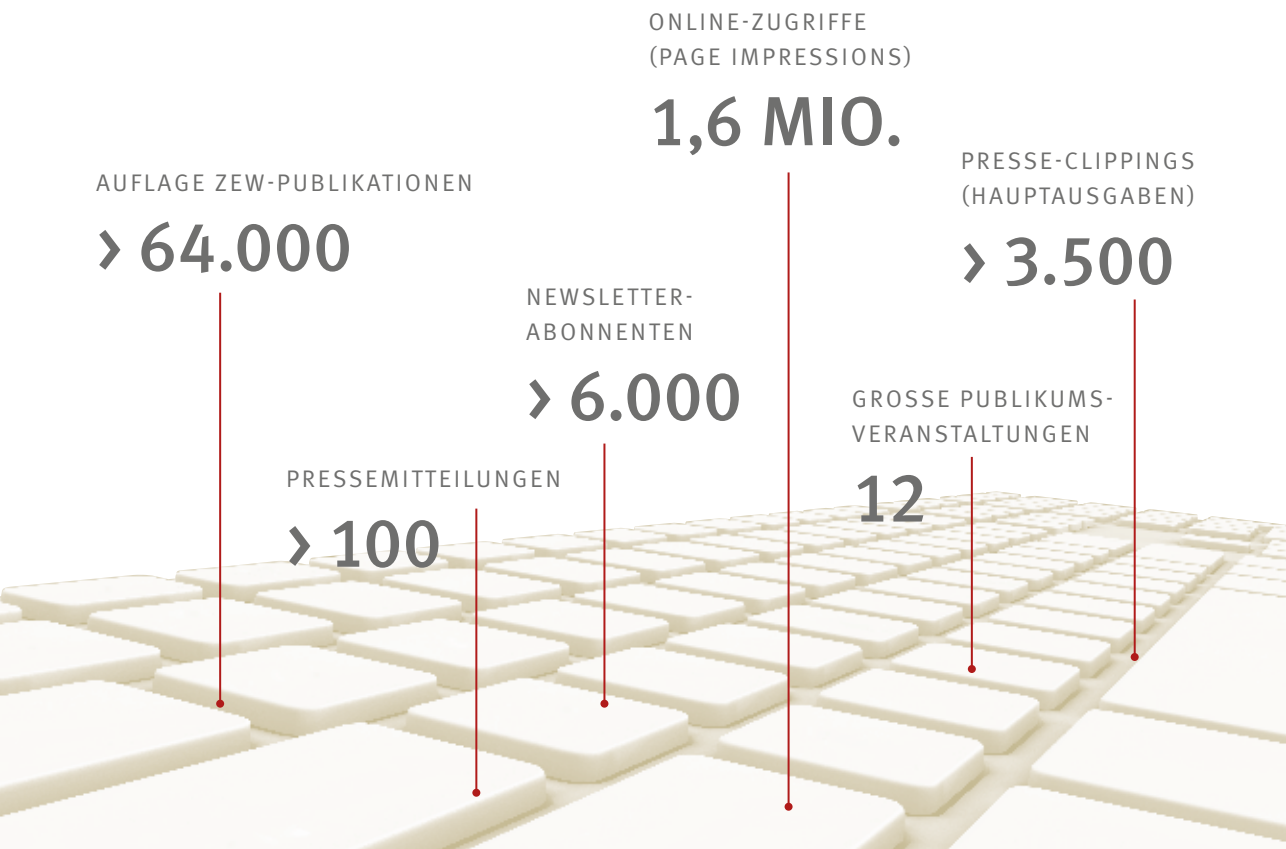 ONLINE-ZUGRIFFE
(PAGE IMPRESSIONS)
1,6 MIO.
PRESSE-CLIPPINGS
(HAUPTAUSGABEN)
> 3.500
AUFLAGE ZEW-PUBLIKATIONEN
> 64.000
NEWSLETTER-
ABONNENTEN
> 6.000
GROSSE PUBLIKUMS-
VERANSTALTUNGEN
12
PRESSEMITTEILUNGEN
> 100